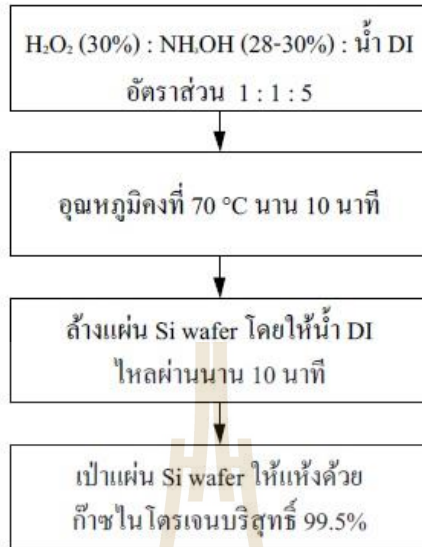 H₂O₂ (30%) : NH₄OH (28-30%) : น้ำ DI
อัตราส่วน 1 : 1 : 5
อุณหภูมิคงที่ 70 °C นาน 10 นาที
ล้างแผ่น Si wafer โดยให้น้ำ DI
ไหลผ่านนาน 10 นาที
เป่าแผ่น Si wafer ให้แห้งด้วย
ก๊าซไนโตรเจนบริสุทธิ์ 99.5%